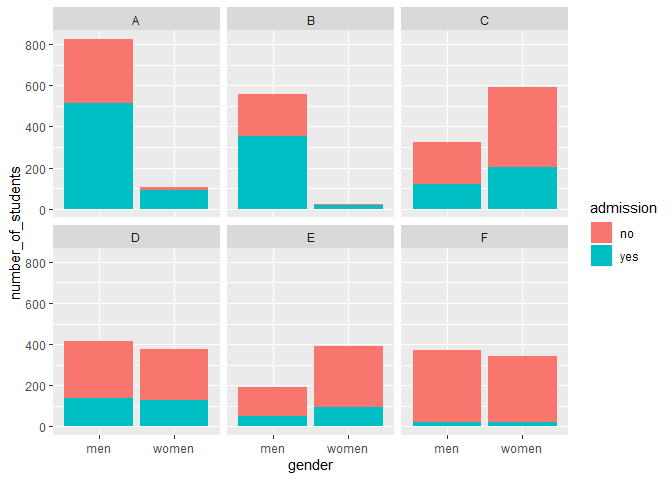 A B C
800
600
400
200
0
D E F
800
600
400
200
0
men women men women men women
gender
number_of_students
admission
no
yes